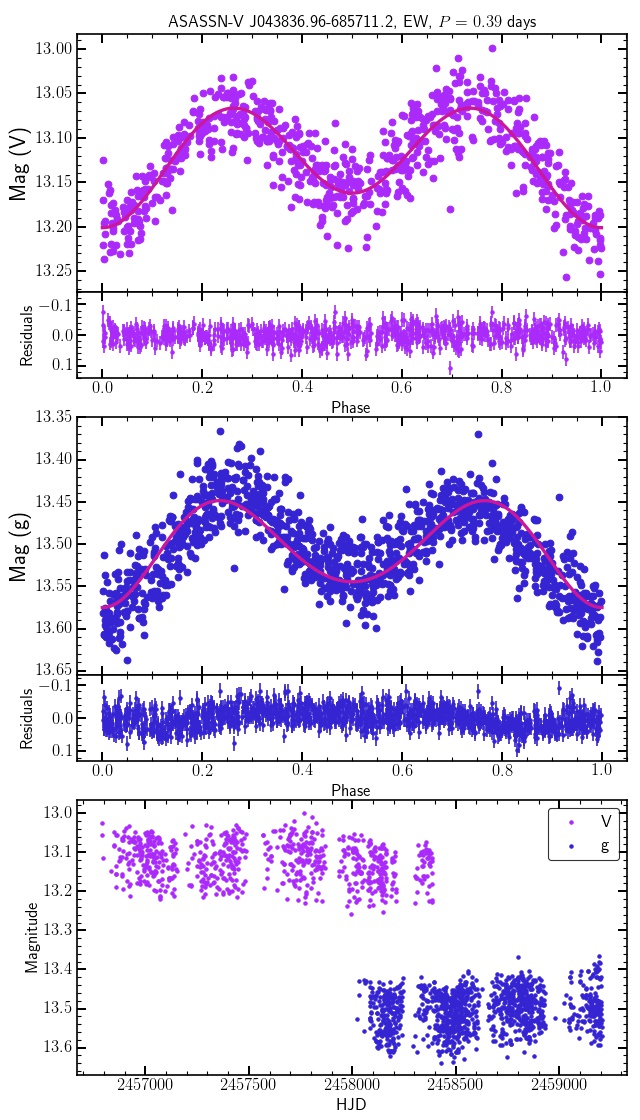 ASASSN-V J043836.96-685711.2, EW, P = 0.39 days
13.00
13.05
13.10
13.15
13.20
13.25
Mag (V)
−0.1
0.0
0.1
Residuals
0.0 0.2 0.4 0.6 0.8 1.0
Phase
13.35
13.40
13.45
13.50
13.55
13.60
13.65
Mag (g)
−0.1
0.0
0.1
Residuals
0.0 0.2 0.4 0.6 0.8 1.0
Phase
13.0
13.1
13.2
13.3
13.4
13.5
13.6
Magnitude
V
g
2457000 2457500 2458000 2458500 2459000
HJD